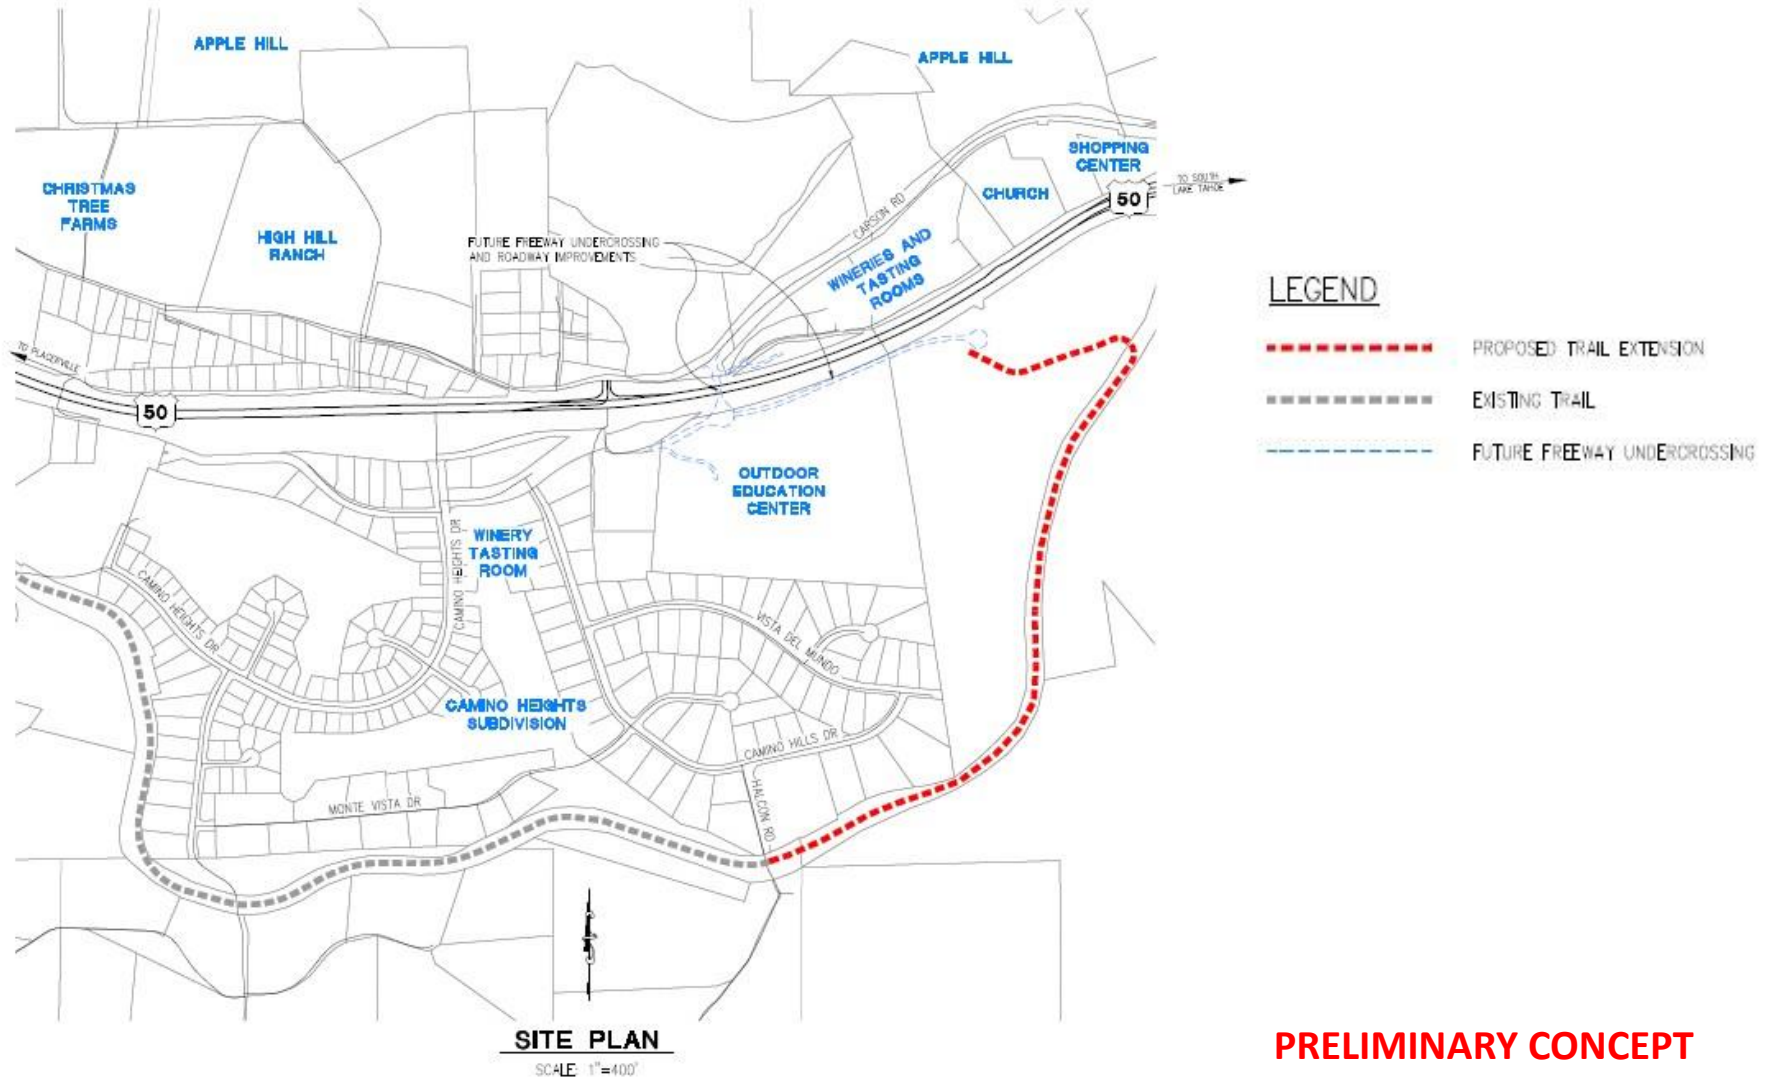 APPLE HILL
APPLE HILL
SHOPPING
CENTER
TO SOUTH
LAKE TAHOE
50
CHURCH
CHRISTMAS
TREE
FARMS
HIGH HILL
RANCH
FUTURE FREEWAY UNDERCROSSING
AND ROADWAY IMPROVEMENTS
CARSON RD
WINERIES AND
TASTING
ROOMS
TO PLACERVILLE
50
LEGEND
PROPOSED TRAIL EXTENSION
EXISTING TRAIL
FUTURE FREEWAY UNDERCROSSING
OUTDOOR
EDUCATION
CENTER
WINERY
TASTING
ROOM
CAMINO HEIGHTS DR
CAMINO HEIGHTS DR
VISTA DEL MUNDO
CAMINO HEIGHTS
SUBDIVISION
CAMINO HILLS DR
HALCON RD
MONTE VISTA DR
SITE PLAN
SCALE: 1"=400'
PRELIMINARY CONCEPT